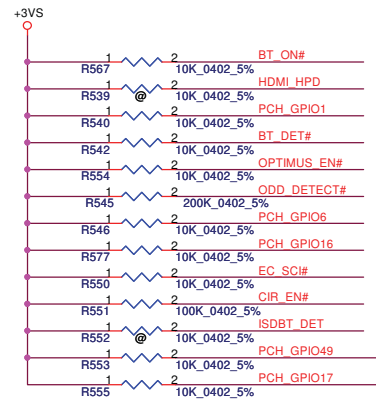 +3VS
1 2 BT_ON#
R567 10K_0402_5%
1 2 HDMI_HPD
R539 @ 10K_0402_5%
1 2 PCH_GPIO1
R540 10K_0402_5%
1 2 BT_DET#
R542 10K_0402_5%
1 2 OPTIMUS_EN#
R554 10K_0402_5%
1 2 ODD_DETECT#
R545 200K_0402_5%
1 2 PCH_GPIO6
R546 10K_0402_5%
1 2 PCH_GPIO16
R577 10K_0402_5%
1 2 EC_SCI#
R550 10K_0402_5%
1 2 CIR_EN#
R551 100K_0402_5%
1 2 ISDBT_DET
R552 @ 10K_0402_5%
1 2 PCH_GPIO49
R553 10K_0402_5%
1 2 PCH_GPIO17
R555 10K_0402_5%